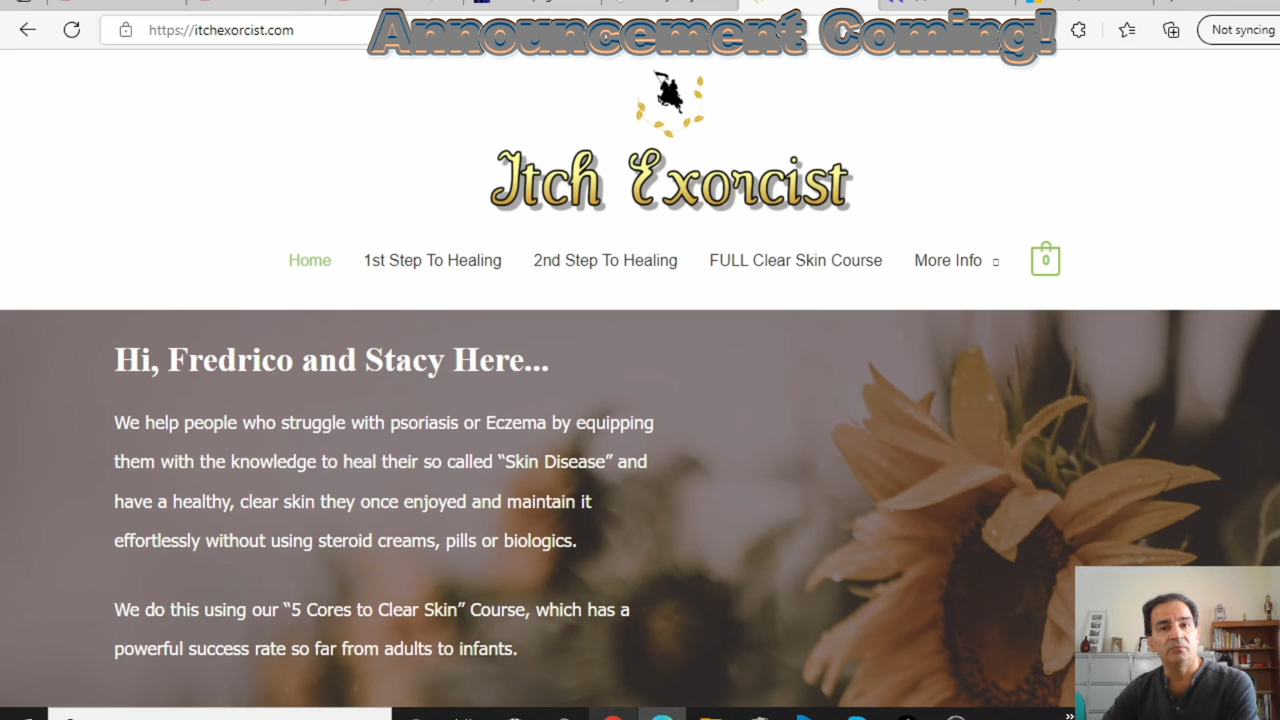 https://itchexorcist.com
Announcement Coming!
Not syncing
Itch Exorcist
Home 1st Step To Healing 2nd Step To Healing FULL Clear Skin Course More Info 0
Hi, Fredrico and Stacy Here...
We help people who struggle with psoriasis or Eczema by equipping
them with the knowledge to heal their so called “Skin Disease” and
have a healthy, clear skin they once enjoyed and maintain it
effortlessly without using steroid creams, pills or biologics.
We do this using our “5 Cores to Clear Skin” Course, which has a
powerful success rate so far from adults to infants.